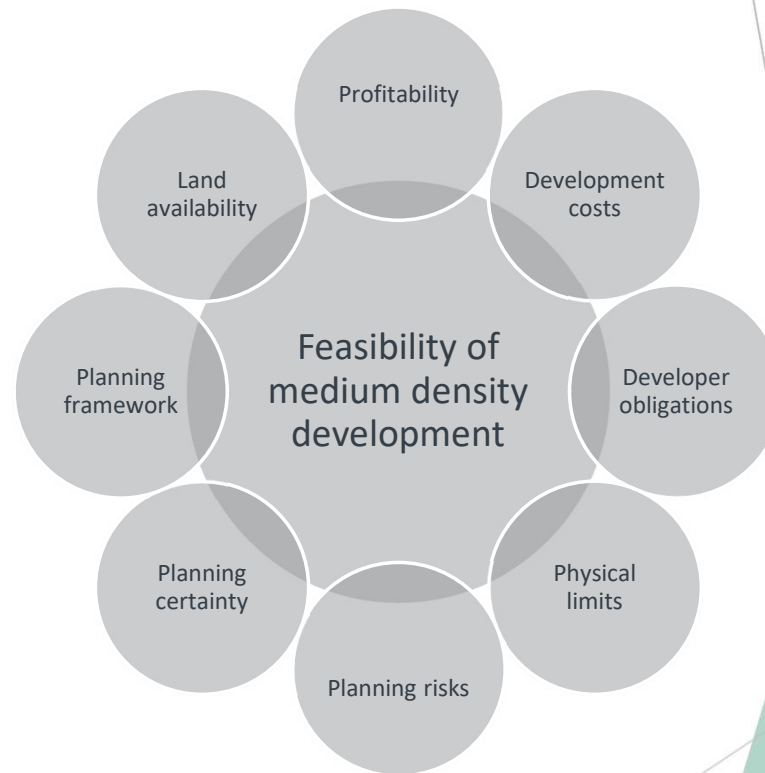 Profitability
Development
costs
Developer
obligations
Physical
limits
Planning risks
Planning
certainty
Planning
framework
Land
availability
Feasibility of
medium density
development